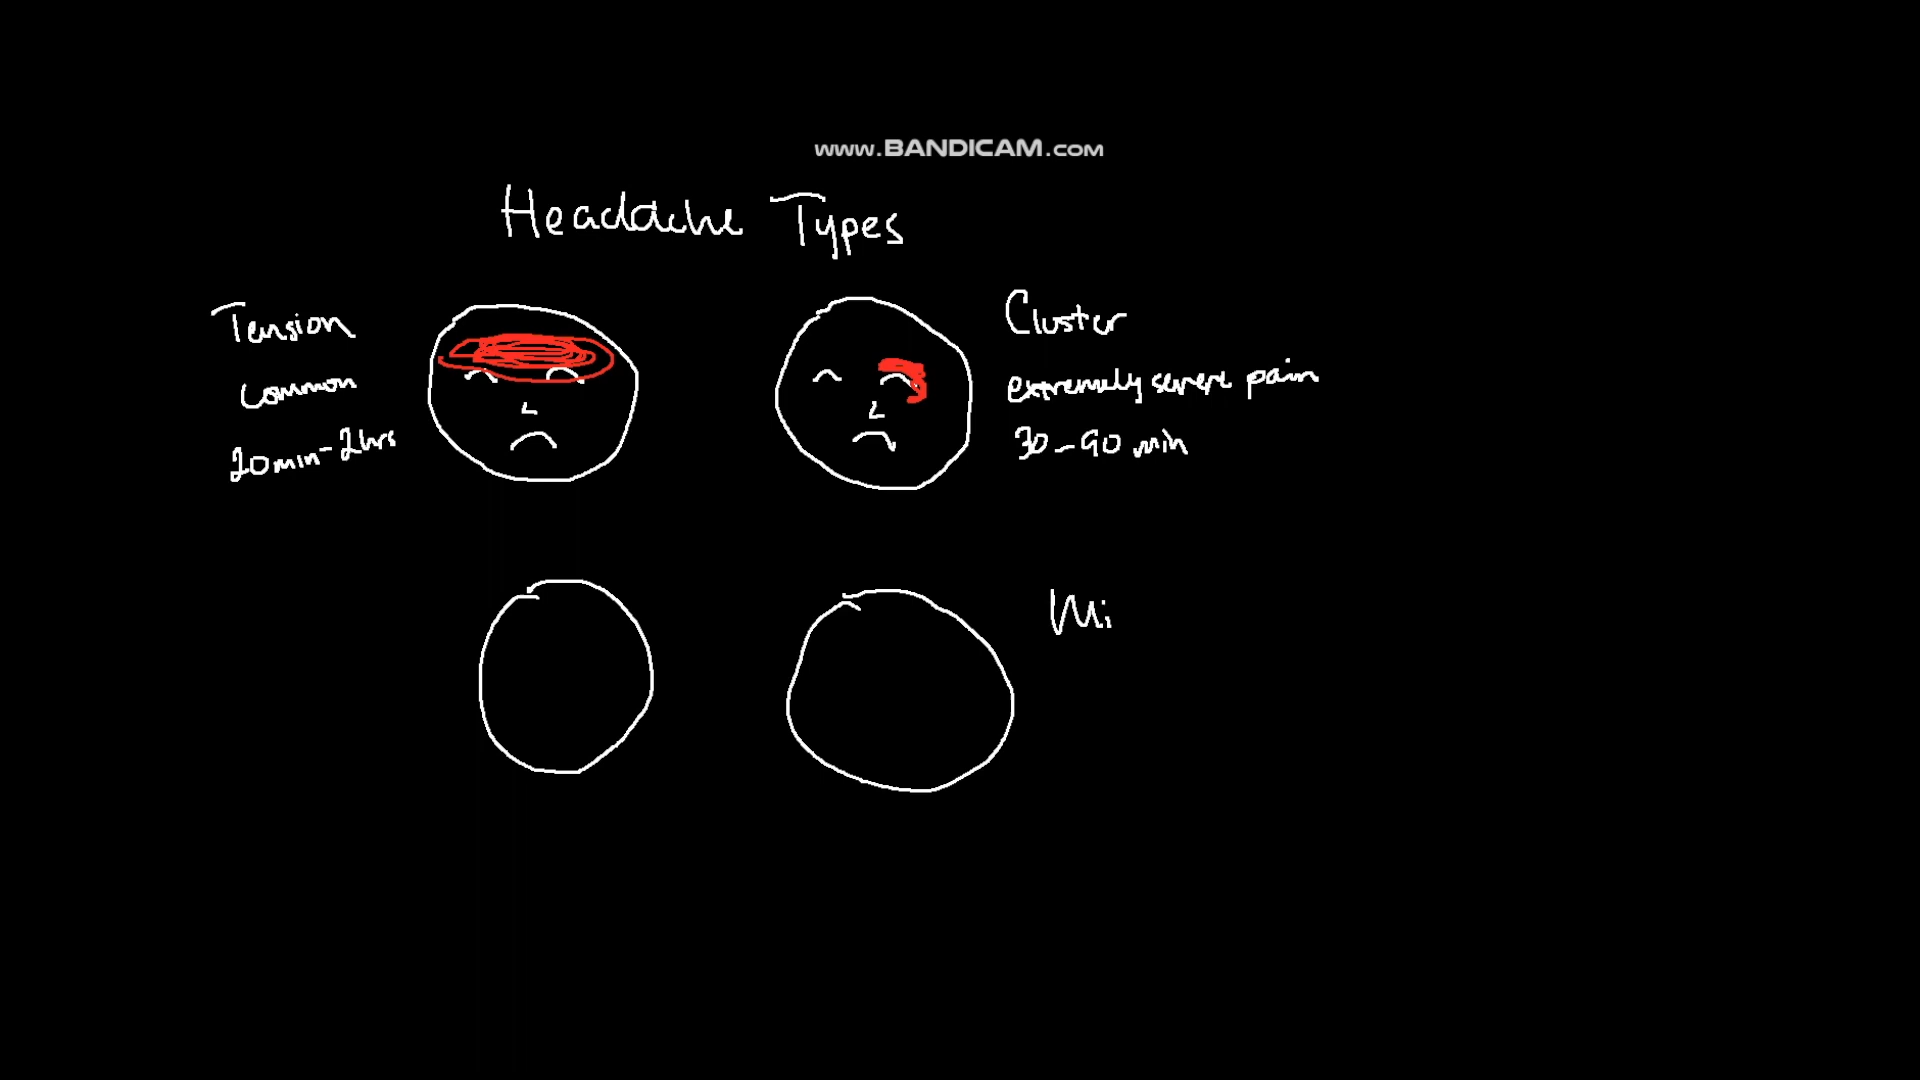 www.BANDICAM.com
Headache Types
Tension
common
20min-2hrs
Cluster
extremely severe pain
30-90 min
Mi